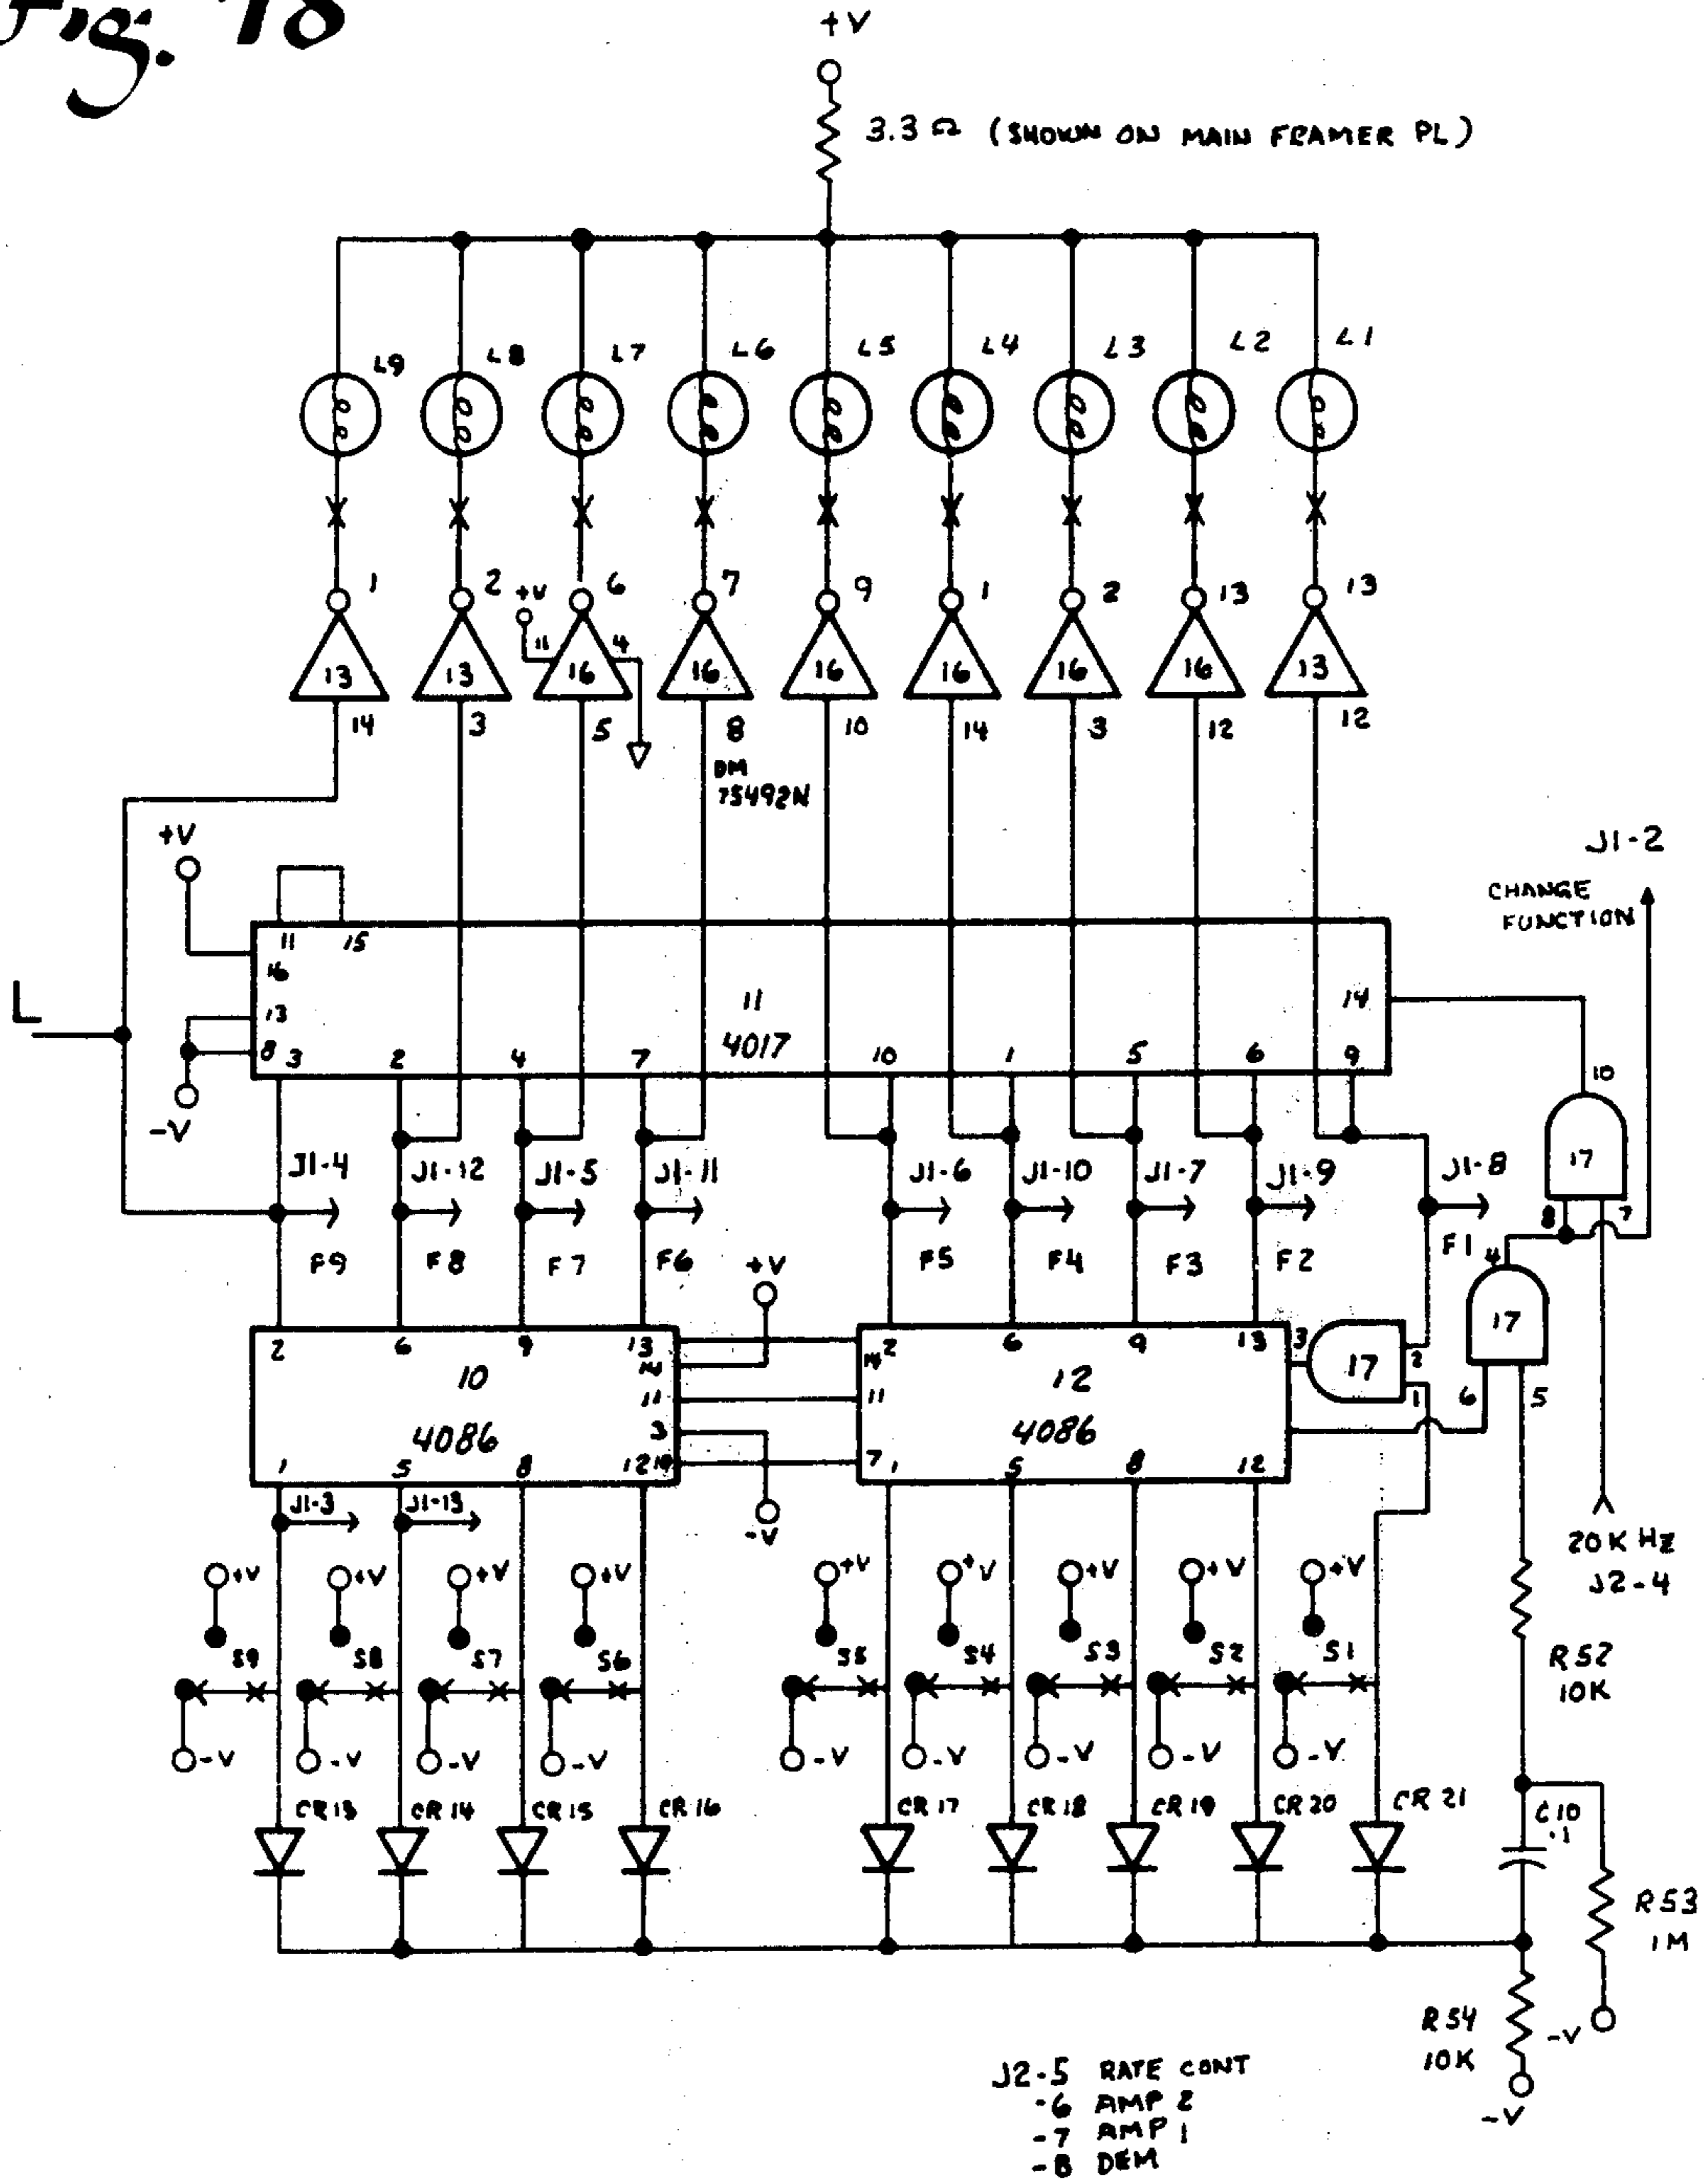 Fig. 18
+V
3.3 Ω (SHOWN ON MAIN FRAMER PL)
L9 L8 L7 L6 L5 L4 L3 L2 L1
1 2 +V 6 7 9 1 2 13 13
11 4
13 13 16 16 16 16 16 16 13
14 3 5 8 10 14 3 12 12
DM
75492N
+V
J1-2
CHANGE
FUNCTION
11 15
16
L
13 11 14
8 3 2 4 7 4017 10 1 5 6 9
10
-V
17
J1-4 J1-12 J1-5 J1-11 J1-6 J1-10 J1-7 J1-9 J1-8
8 7
F9 F8 F7 F6 +V F5 F4 F3 F2 F1 4
17
2 6 9 13 2 6 9 13 3
14 14 17 2
10 12
11 11 1 6 5
4086 3 4086
1 5 8 12 10 7 1 5 8 12
J1-3 J1-13
-V
20K HZ
J2-4
+V +V +V +V +V +V +V +V +V
S9 S8 S7 S6 S5 S4 S3 S2 S1
R52
10K
-V -V -V -V -V -V -V -V -V
CR13 CR14 CR15 CR16 CR17 CR18 CR19 CR20 CR21
C10
.1
R53
1M
R54
10K
-V
-V
J2-5 RATE CONT
-6 AMP 2
-7 AMP 1
-8 DEM